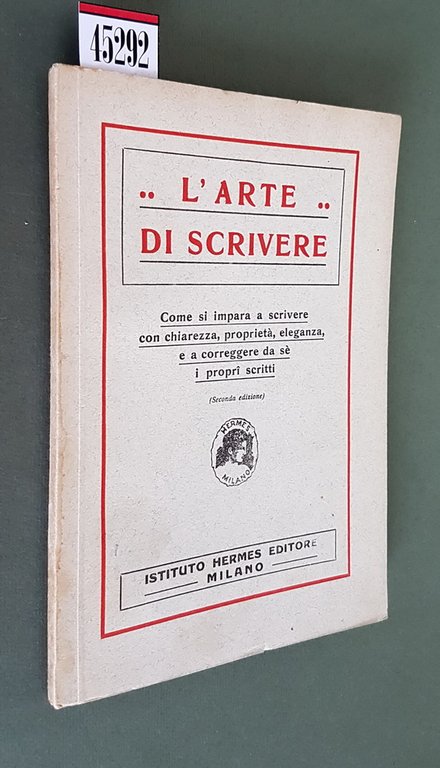 45292
.. L'ARTE ..
DI SCRIVERE
Come si impara a scrivere
con chiarezza, proprietà, eleganza,
e a correggere da sè
i proprî scritti
(Seconda edizione)
HERMES
MILANO
ISTITUTO HERMES EDITORE
MILANO